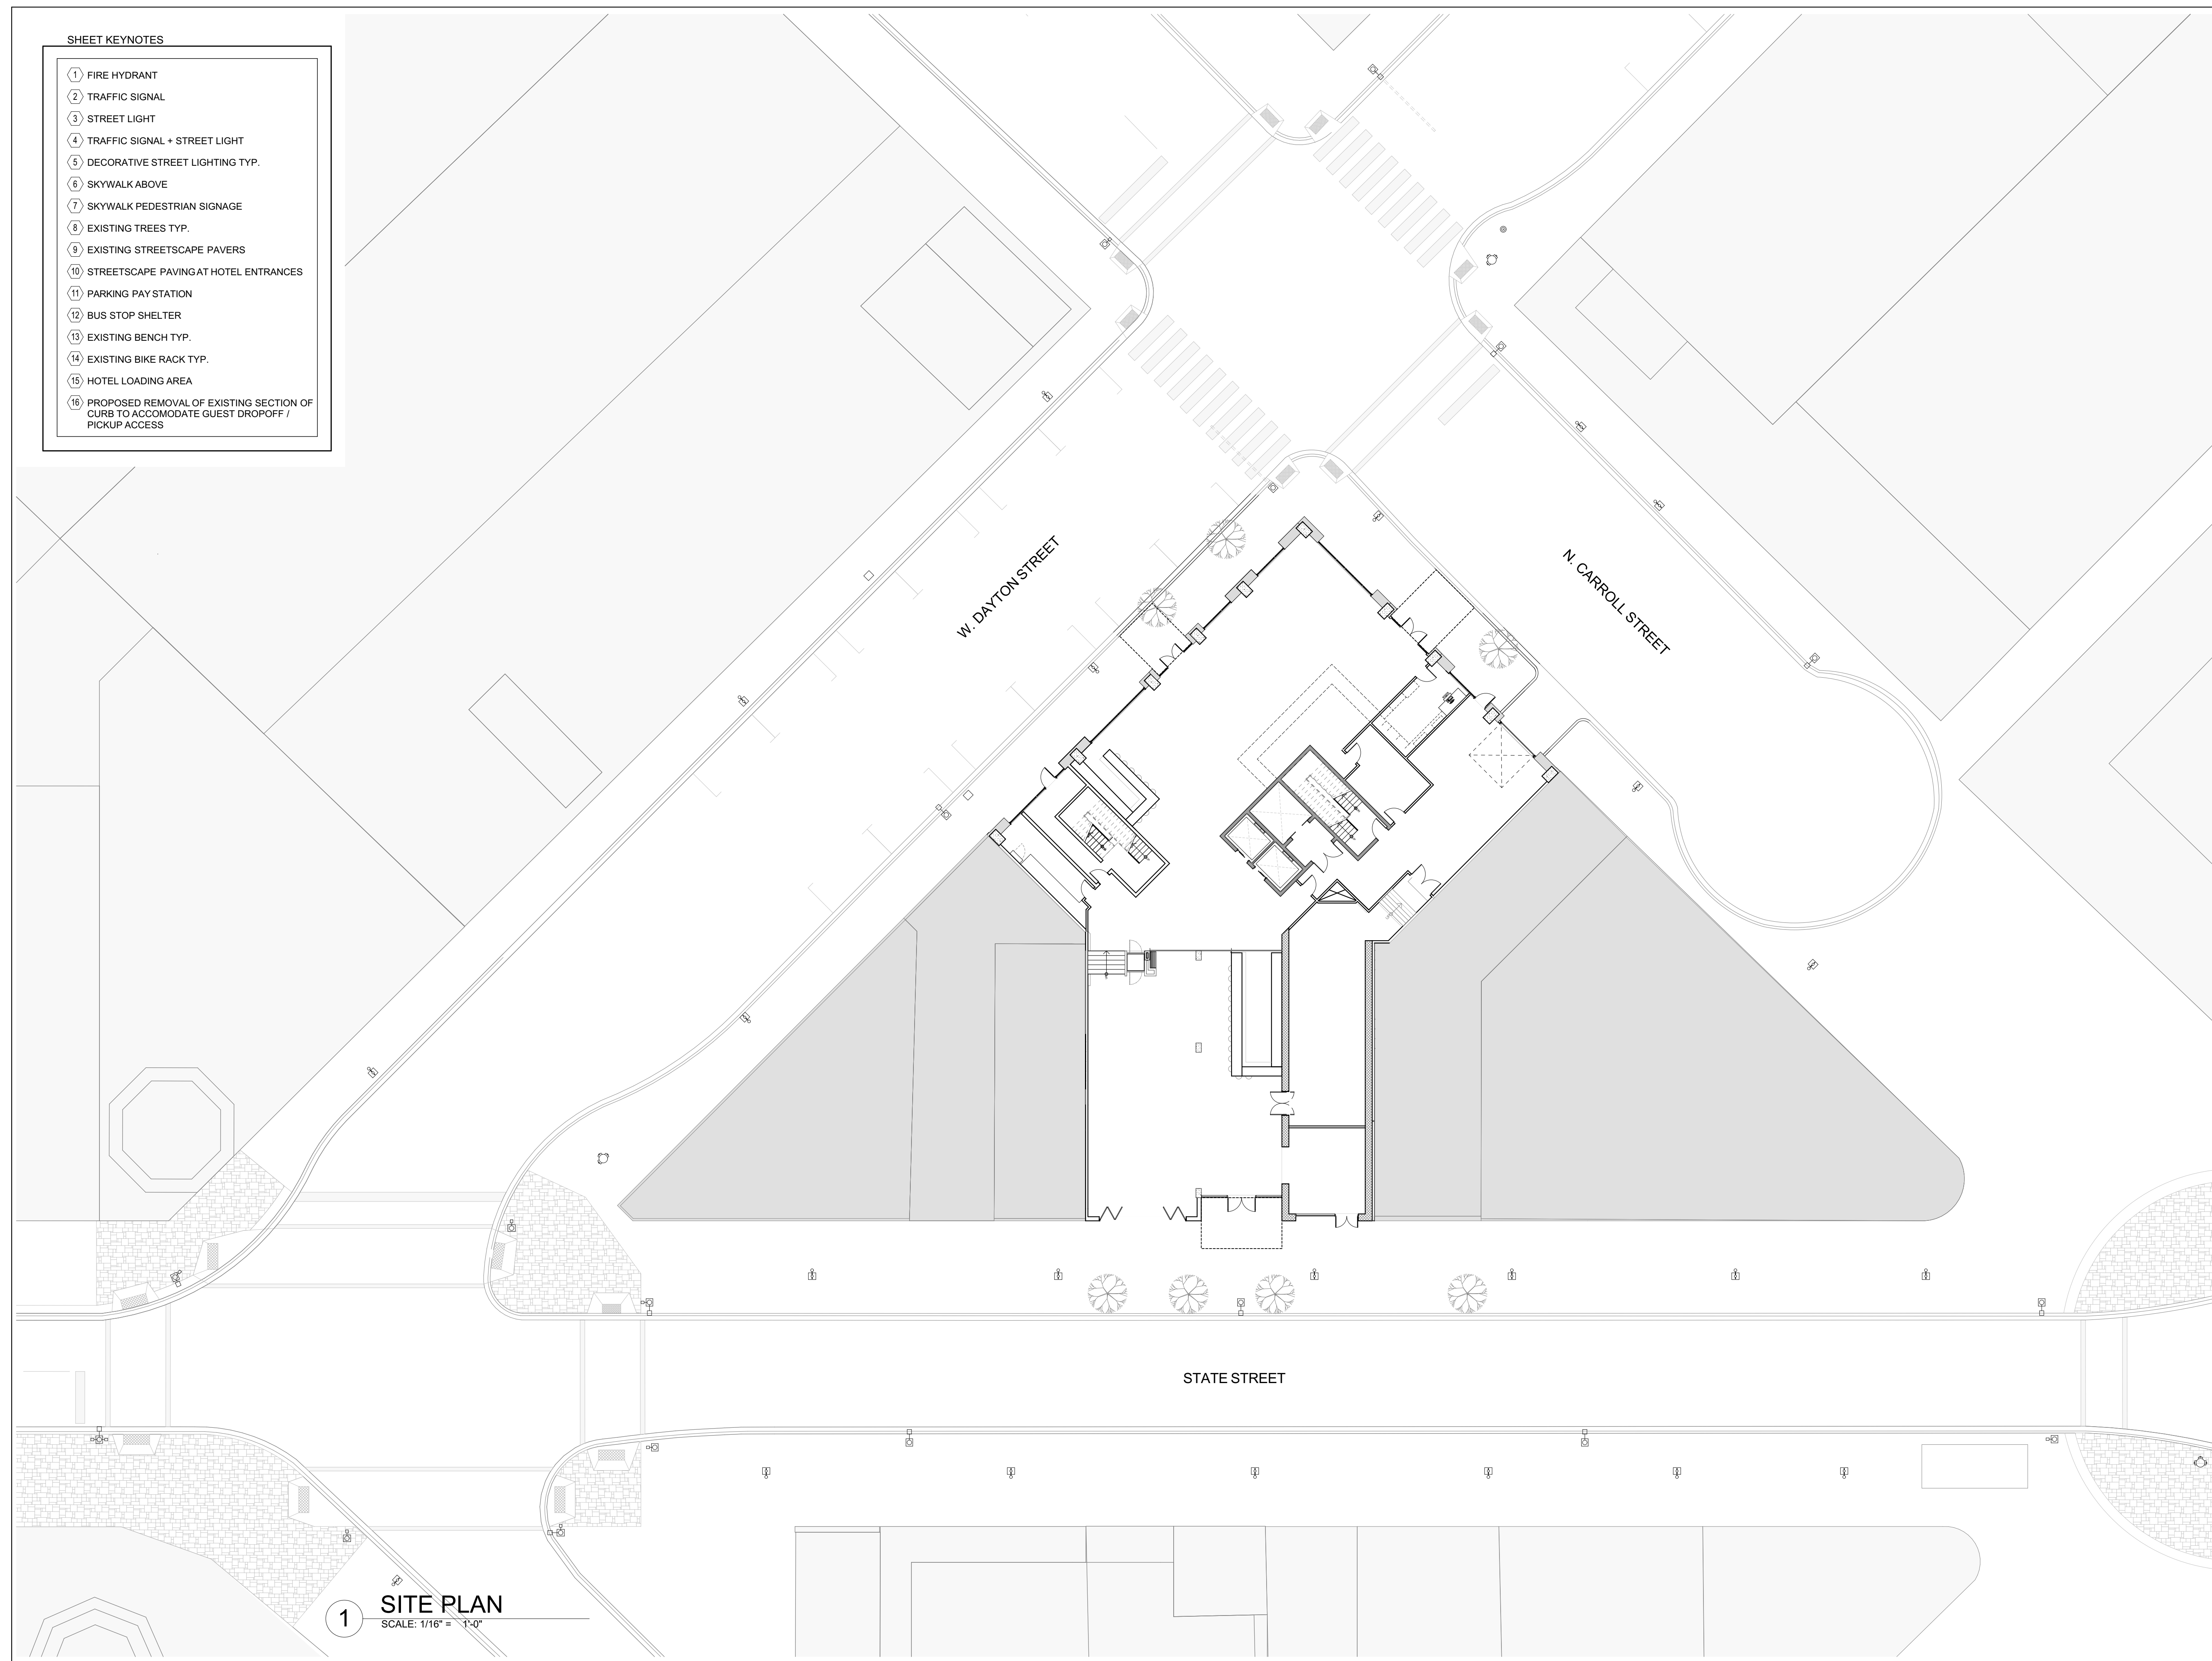 SHEET KEYNOTES
1 FIRE HYDRANT
2 TRAFFIC SIGNAL
3 STREET LIGHT
4 TRAFFIC SIGNAL + STREET LIGHT
5 DECORATIVE STREET LIGHTING TYP.
6 SKYWALK ABOVE
7 SKYWALK PEDESTRIAN SIGNAGE
8 EXISTING TREES TYP.
9 EXISTING STREETSCAPE PAVERS
10 STREETSCAPE PAVING AT HOTEL ENTRANCES
11 PARKING PAY STATION
12 BUS STOP SHELTER
13 EXISTING BENCH TYP.
14 EXISTING BIKE RACK TYP.
15 HOTEL LOADING AREA
16 PROPOSED REMOVAL OF EXISTING SECTION OF
CURB TO ACCOMODATE GUEST DROPOFF /
PICKUP ACCESS
W. DAYTON STREET
N. CARROLL STREET
STATE STREET
1 SITE PLAN
SCALE: 1/16" = 1'-0"